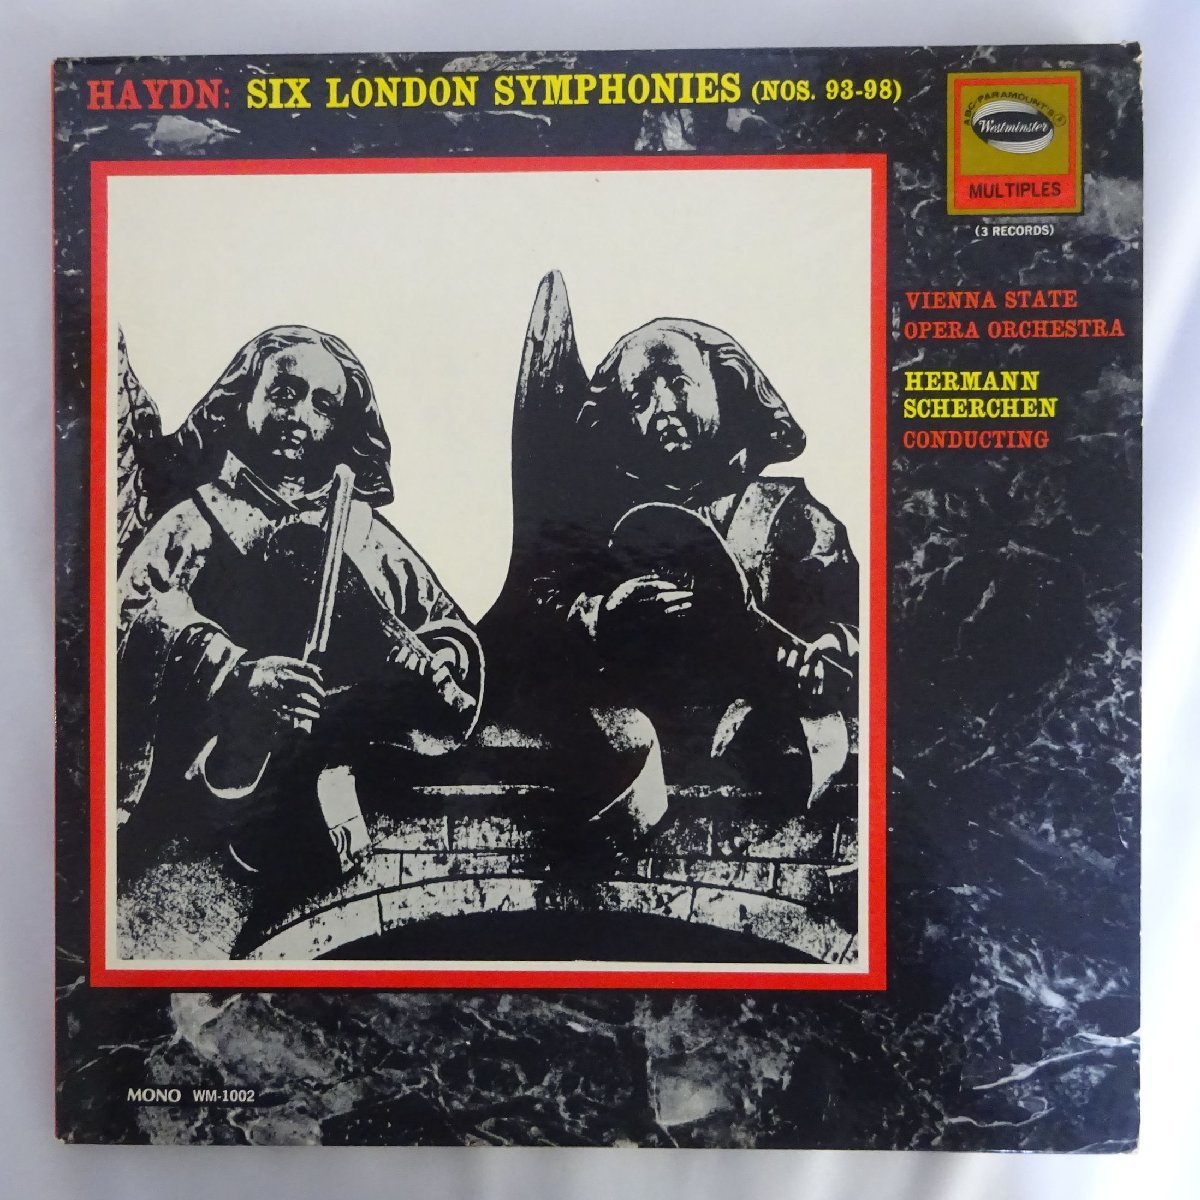 HAYDN: SIX LONDON SYMPHONIES (NOS. 93-98)
ABC-PARAMOUNT'S
Westminster
MULTIPLES
(3 RECORDS)
VIENNA STATE
OPERA ORCHESTRA
HERMANN
SCHERCHEN
CONDUCTING
MONO WM-1002